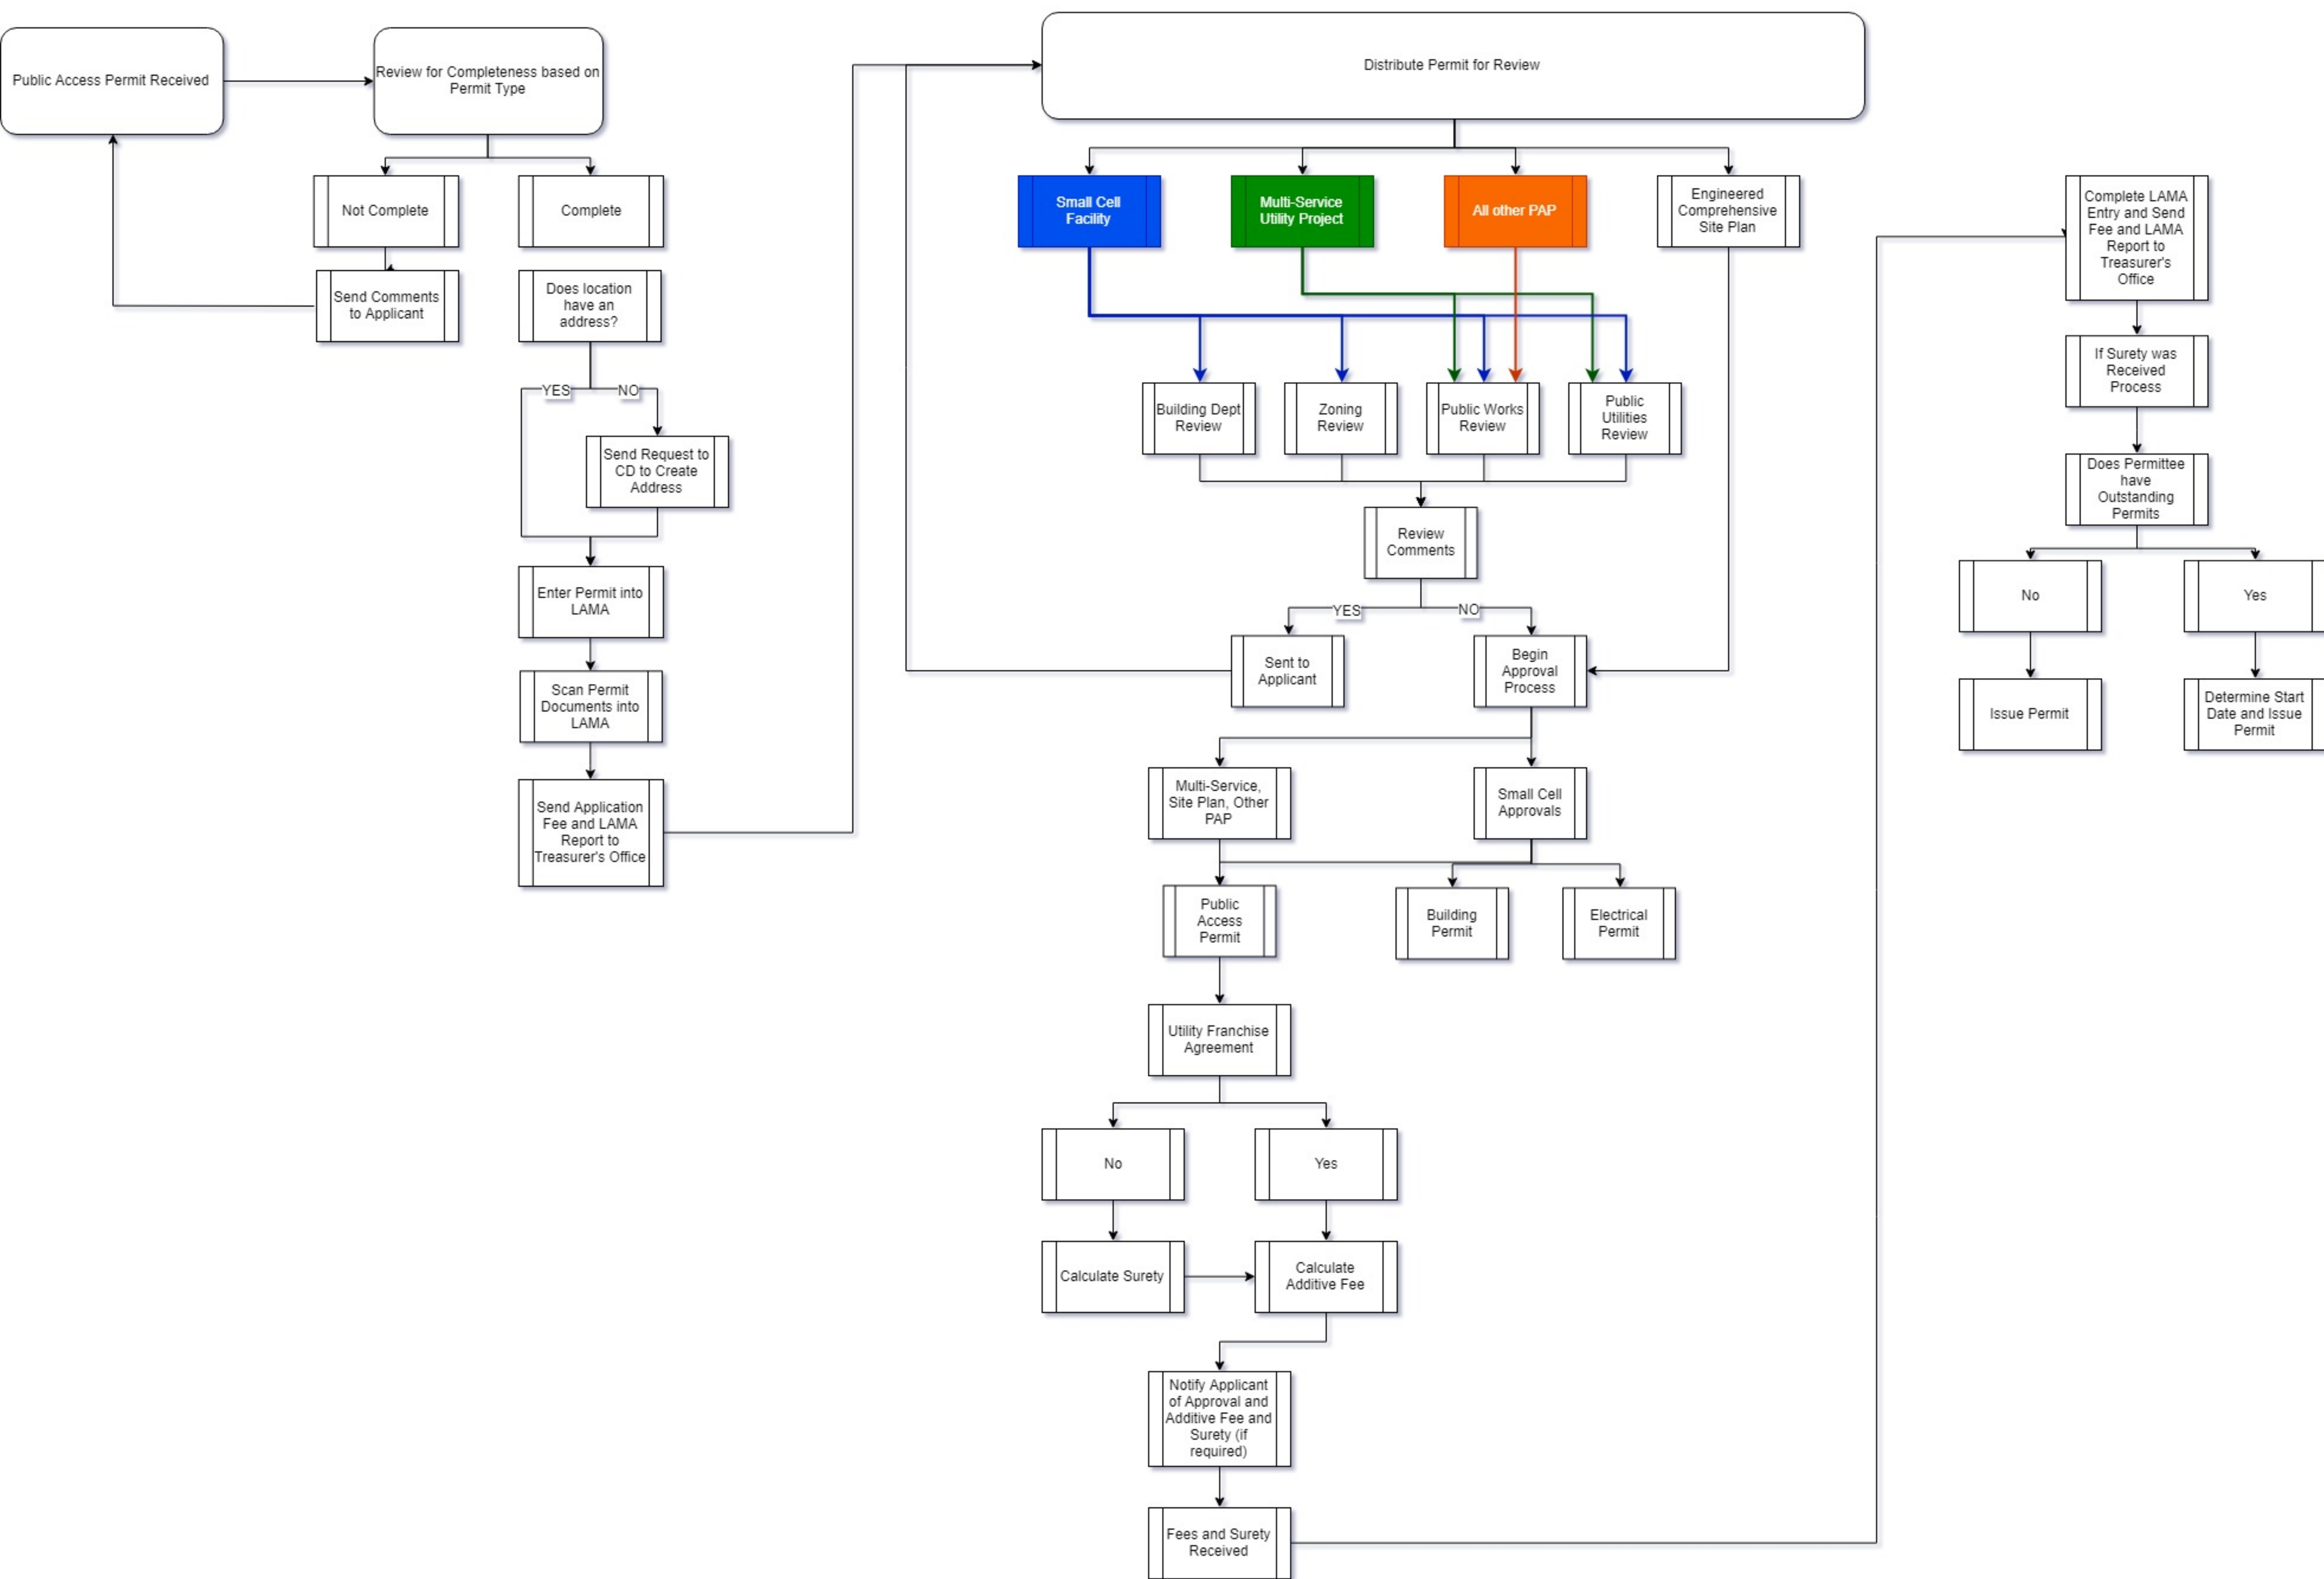 Public Access Permit Received
Review for Completeness based on
Permit Type
Not Complete
Complete
Send Comments
to Applicant
Does location
have an
address?
YES
NO
Send Request to
CD to Create
Address
Enter Permit into
LAMA
Scan Permit
Documents into
LAMA
Send Application
Fee and LAMA
Report to
Treasurer's Office
Distribute Permit for Review
Small Cell
Facility
Multi-Service
Utility Project
All other PAP
Engineered
Comprehensive
Site Plan
Building Dept
Review
Zoning
Review
Public Works
Review
Public
Utilities
Review
Review
Comments
YES
NO
Sent to
Applicant
Begin
Approval
Process
Multi-Service,
Site Plan, Other
PAP
Small Cell
Approvals
Public
Access
Permit
Building
Permit
Electrical
Permit
Utility Franchise
Agreement
No
Yes
Calculate Surety
Calculate
Additive Fee
Notify Applicant
of Approval and
Additive Fee and
Surety (if
required)
Fees and Surety
Received
Complete LAMA
Entry and Send
Fee and LAMA
Report to
Treasurer's
Office
If Surety was
Received
Process
Does Permittee
have
Outstanding
Permits
No
Yes
Issue Permit
Determine Start
Date and Issue
Permit